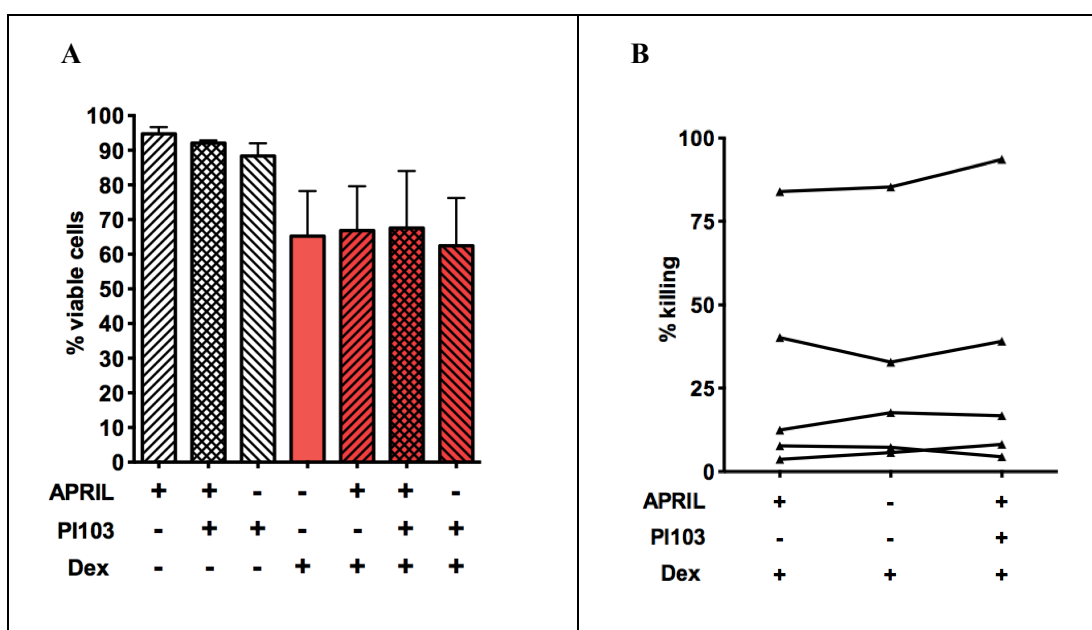 A
% viable cells
100
90
80
70
60
50
40
30
20
10
0
APRIL + + - - + + -
PI103 - + + - - + +
Dex - - - + + + +
B
% killing
100
75
50
25
0
APRIL + - +
PI103 - - +
Dex + + +